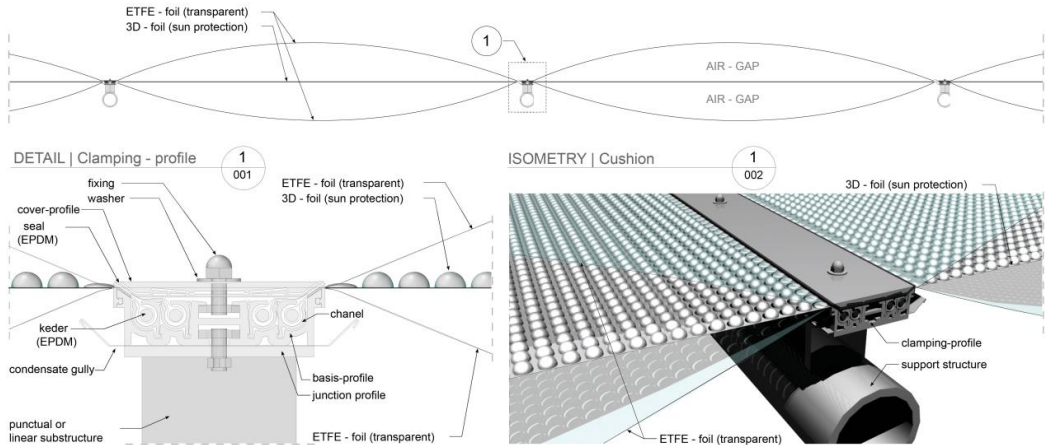 ETFE - foil (transparent)
3D - foil (sun protection)
1
AIR - GAP
AIR - GAP
DETAIL | Clamping - profile
1
001
fixing
washer
cover-profile
seal
(EPDM)
ETFE - foil (transparent)
3D - foil (sun protection)
keder
(EPDM)
chanel
condensate gully
basis-profile
junction profile
punctual or
linear substructure
ETFE - foil (transparent)
ISOMETRY | Cushion
1
002
3D - foil (sun protection)
clamping-profile
support structure
ETFE - foil (transparent)